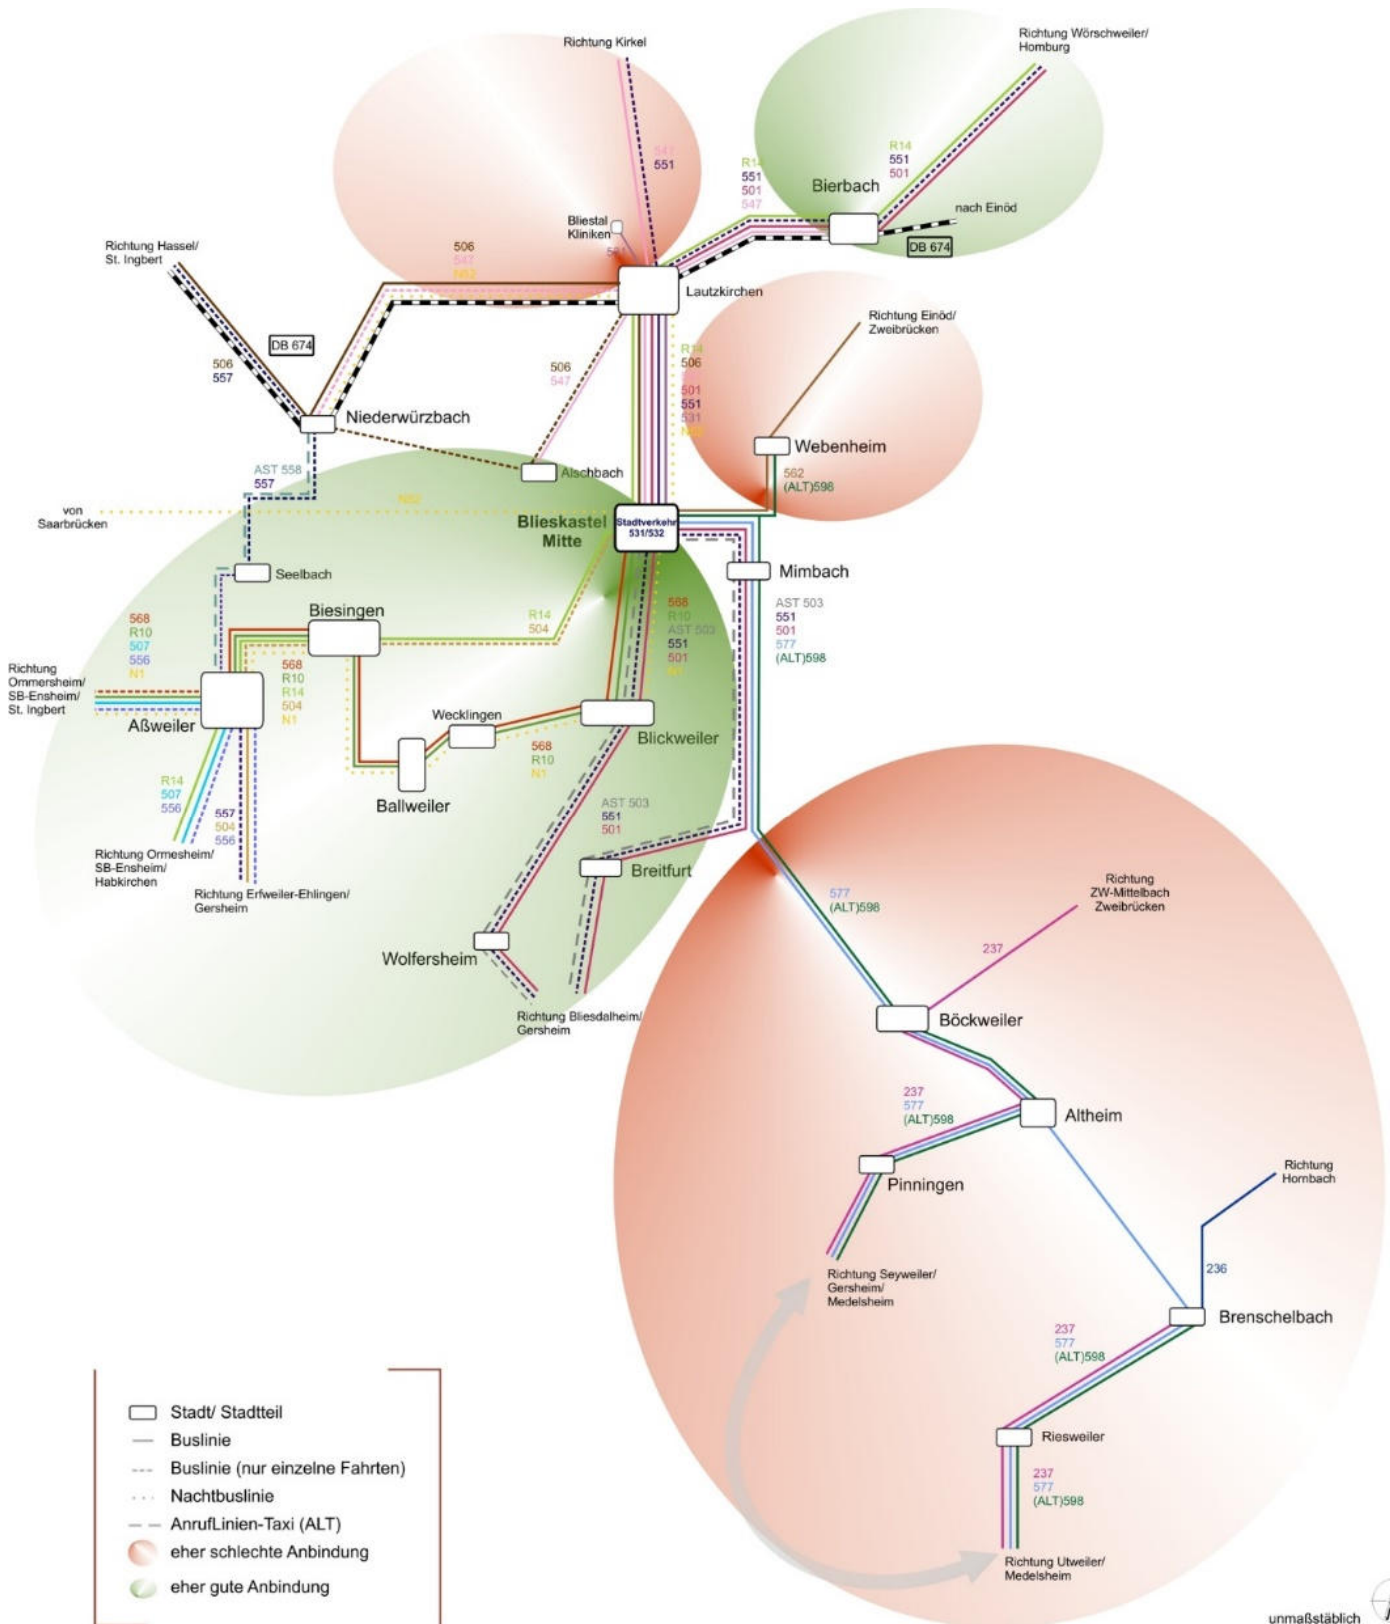 Richtung Kirkel
Richtung Wörschweiler/
Homburg
547
551
R14
551
501
547
R14
551
501
Bierbach
nach Einöd
DB 674
Bliestal
Kliniken
Richtung Hassel/
St. Ingbert
506
547
N52
Lautzkirchen
Richtung Einöd/
Zweibrücken
DB 674
506
557
506
547
R14
506
501
551
531
Niederwürzbach
Webenheim
562
(ALT)598
AST 558
557
Alschbach
von
Saarbrücken
N52
Blieskastel
Mitte
Stadtverkehr
531/532
Mimbach
Seelbach
AST 503
551
501
577
(ALT)598
568
R10
507
556
N1
Biesingen
R14
504
568
R10
AST 503
551
501
N1
Richtung
Ommersheim/
SB-Ensheim/
St. Ingbert
568
R10
R14
504
N1
Aßweiler
Wecklingen
Blickweiler
568
R10
N1
Ballweiler
R14
507
556
557
504
556
AST 503
551
501
Richtung Ormesheim/
SB-Ensheim/
Habkirchen
Richtung Erfweiler-Ehlingen/
Gersheim
Breitfurt
Richtung
ZW-Mittelbach
Zweibrücken
577
(ALT)598
237
Wolfersheim
Richtung Bliesdalheim/
Gersheim
Böckweiler
237
577
(ALT)598
Altheim
Pinningen
Richtung
Hornbach
236
Richtung Seyweiler/
Gersheim/
Medelsheim
Brenschelbach
237
577
(ALT)598
Riesweiler
237
577
(ALT)598
Richtung Utweiler/
Medelsheim
Stadt/ Stadtteil
Buslinie
Buslinie (nur einzelne Fahrten)
Nachtbuslinie
AnrufLinien-Taxi (ALT)
eher schlechte Anbindung
eher gute Anbindung
unmaßstäblich